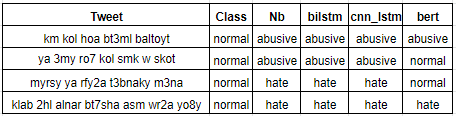 Tweet Class Nb bilstm cnn_lstm bert
km kol hoa bt3ml baltoyt normal abusive abusive abusive abusive
ya 3my ro7 kol smk w skot normal abusive abusive abusive normal
myrsy ya rfy2a t3bnaky m3na normal hate hate hate normal
klab 2hl alnar bt7sha asm wr2a yo8y normal hate hate hate hate